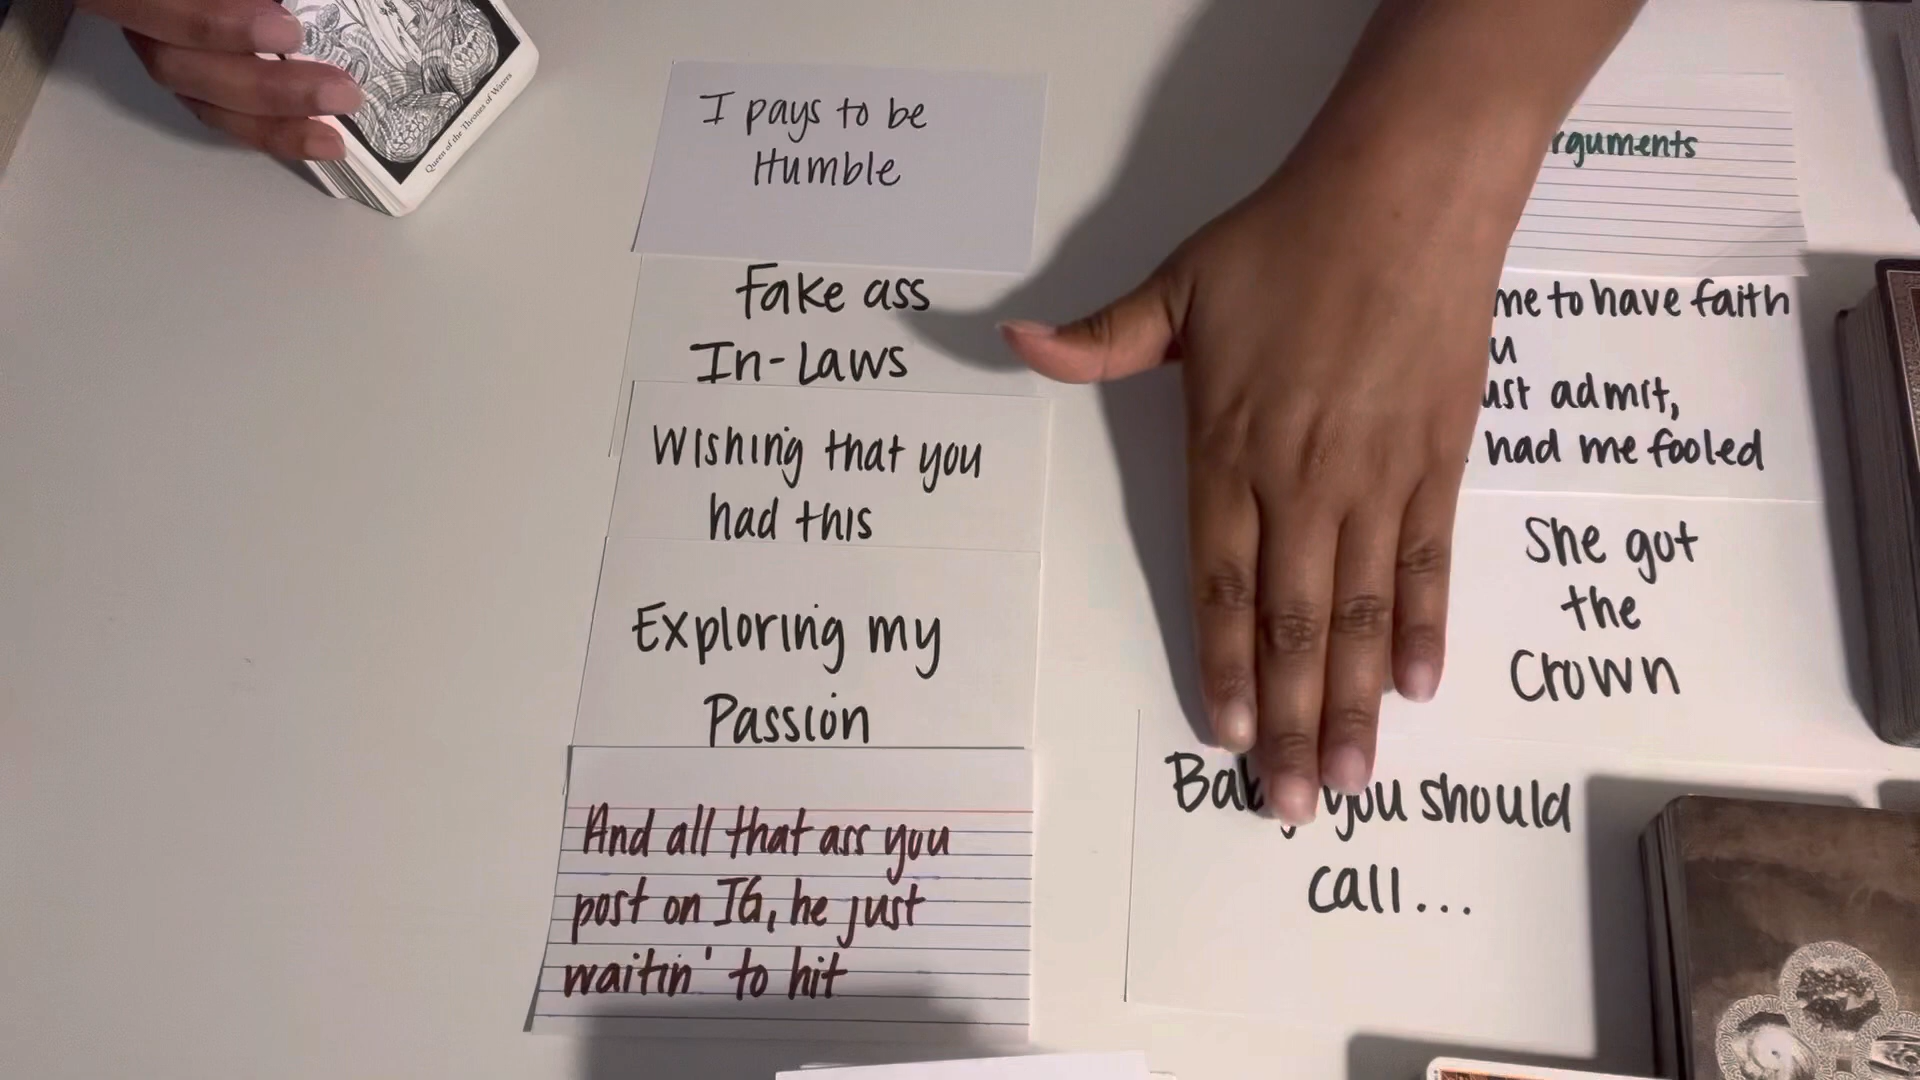 Queen of the Thrones of Waters
I pays to be
Humble
Fake ass
In-Laws
Wishing that you
had this
Exploring my
Passion
And all that ass you
post on IG, he just
waitin' to hit
rguments
me to have faith
u
ust admit,
had me fooled
She got
the
Crown
you should
call...